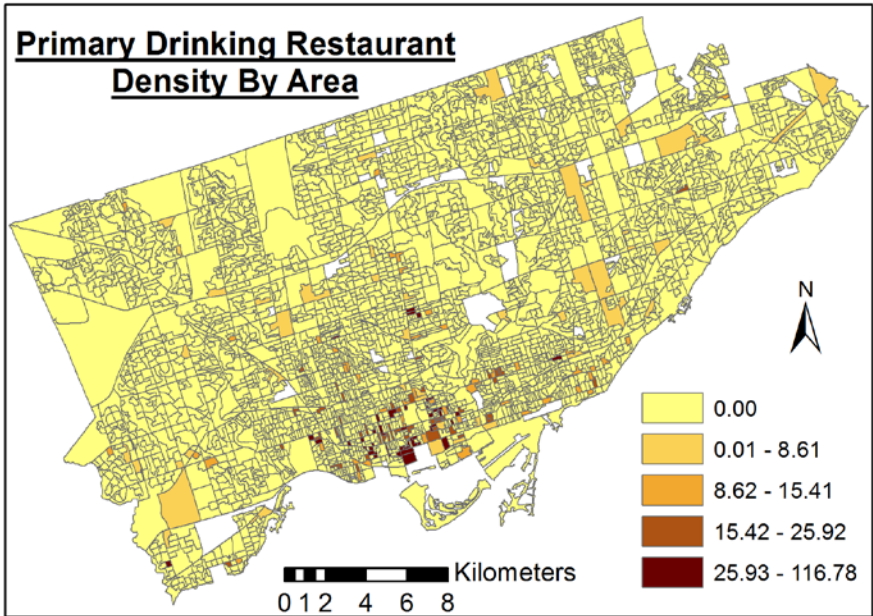 Primary Drinking Restaurant
Density By Area
N
0.00
0.01 - 8.61
8.62 - 15.41
15.42 - 25.92
25.93 - 116.78
Kilometers
0 1 2 4 6 8